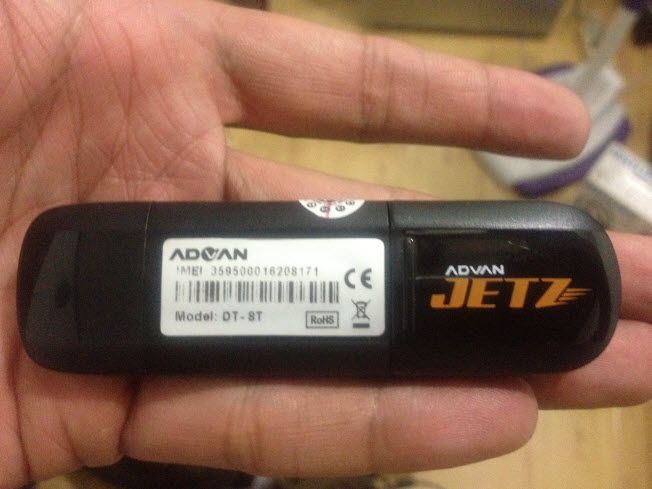 ADVAN
IMEI 359500016208171
Model: DT-8T
RoHS
CE
ADVAN
JETZ